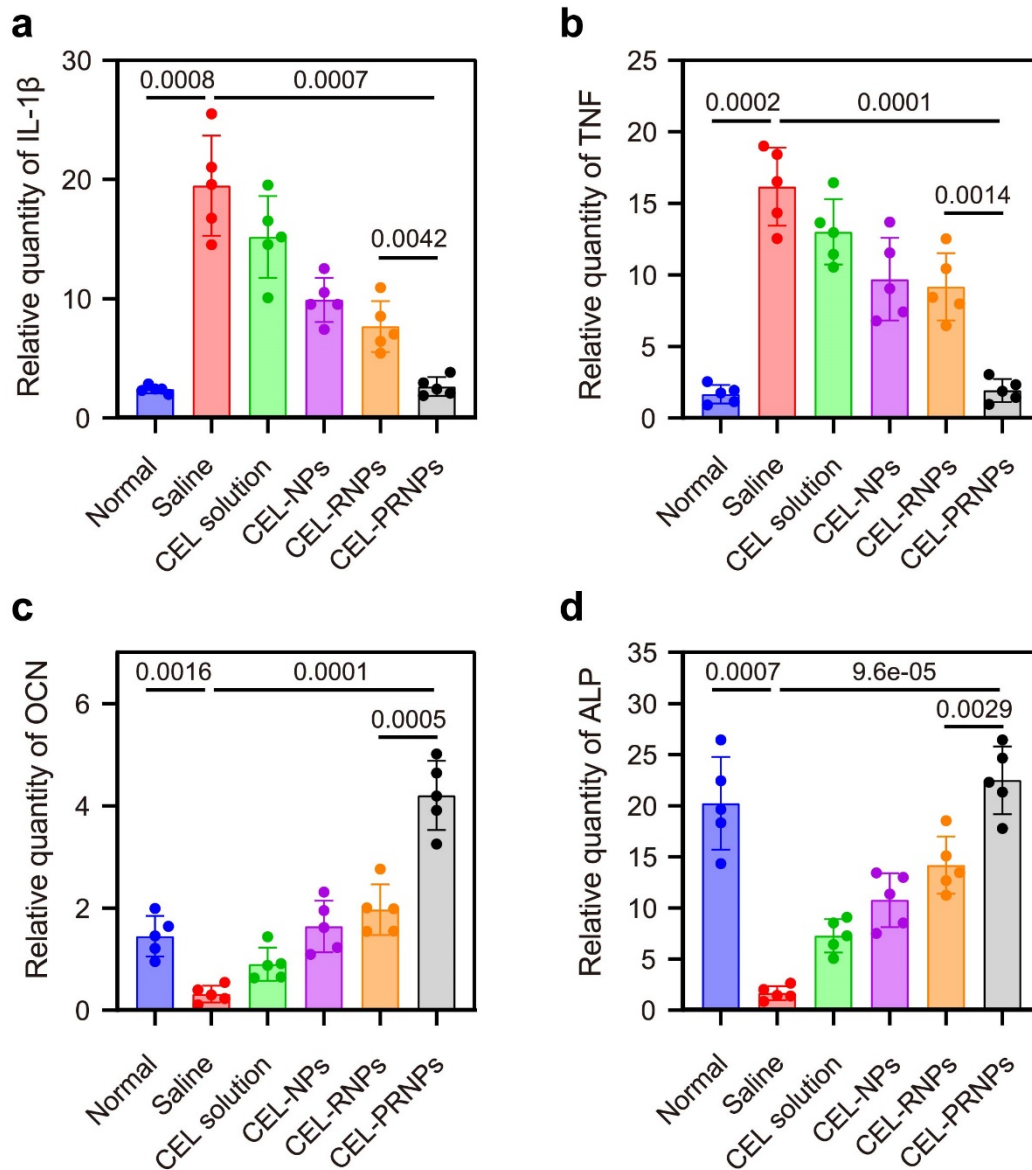 a
Relative quantity of IL-1β
30
20
10
0
0.0008
0.0007
0.0042
Normal
Saline
CEL solution
CEL-NPs
CEL-RNPs
CEL-PRNPs
b
Relative quantity of TNF
25
20
15
10
5
0
0.0002
0.0001
0.0014
Normal
Saline
CEL solution
CEL-NPs
CEL-RNPs
CEL-PRNPs
c
Relative quantity of OCN
6
4
2
0
0.0016
0.0001
0.0005
Normal
Saline
CEL solution
CEL-NPs
CEL-RNPs
CEL-PRNPs
d
Relative quantity of ALP
35
30
25
20
15
10
5
0
0.0007
9.6e-05
0.0029
Normal
Saline
CEL solution
CEL-NPs
CEL-RNPs
CEL-PRNPs